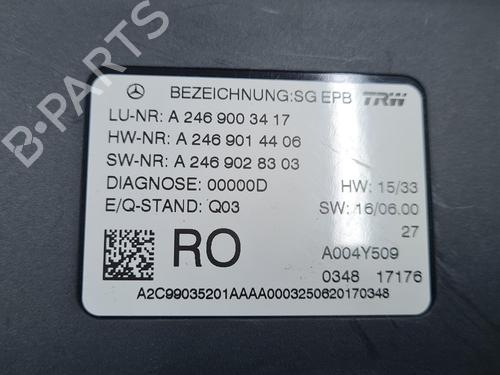 BEZEICHNUNG:SG EPB TRW
LU-NR: A 246 900 34 17
HW-NR: A 246 901 44 06
SW-NR: A 246 902 83 03
DIAGNOSE: 00000D HW: 15/33
E/Q-STAND: Q03 SW: 16/06.00
27
RO A004Y509
0348 17176
A2C99035201AAAA0003250620170348